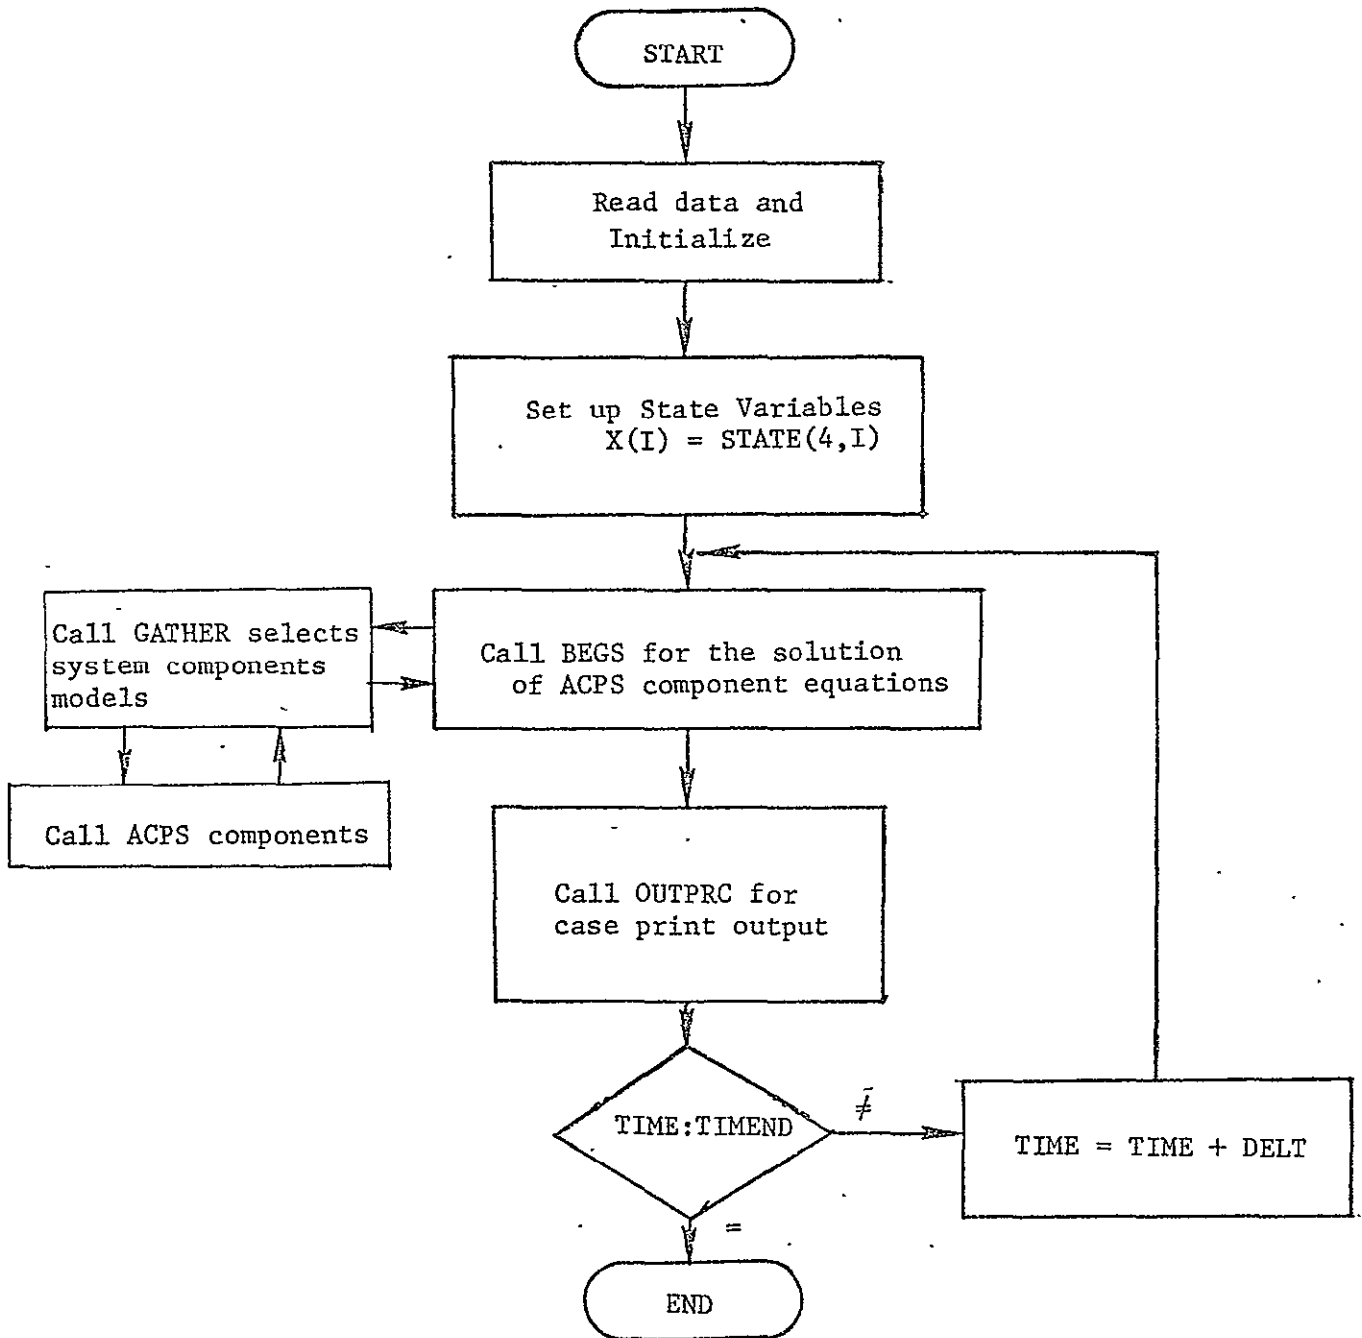 START
Read data and
Initialize
Set up State Variables
X(I) = STATE(4,I)
Call GATHER selects
system components
models
Call BEGS for the solution
of ACPS component equations
Call ACPS components
Call OUTPRC for
case print output
TIME:TIMEND
≠
TIME = TIME + DELT
=
END